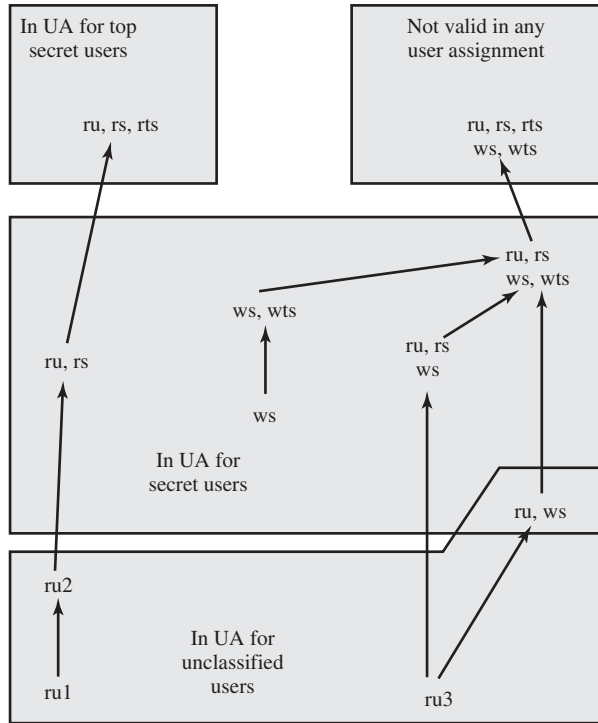 In UA for top
secret users
ru, rs, rts
Not valid in any
user assignment
ru, rs, rts
ws, wts
ru, rs
ws, wts
ws, wts
ru, rs
ws
ru, rs
ws
In UA for
secret users
ru, ws
ru2
In UA for
unclassified
users
ru1
ru3